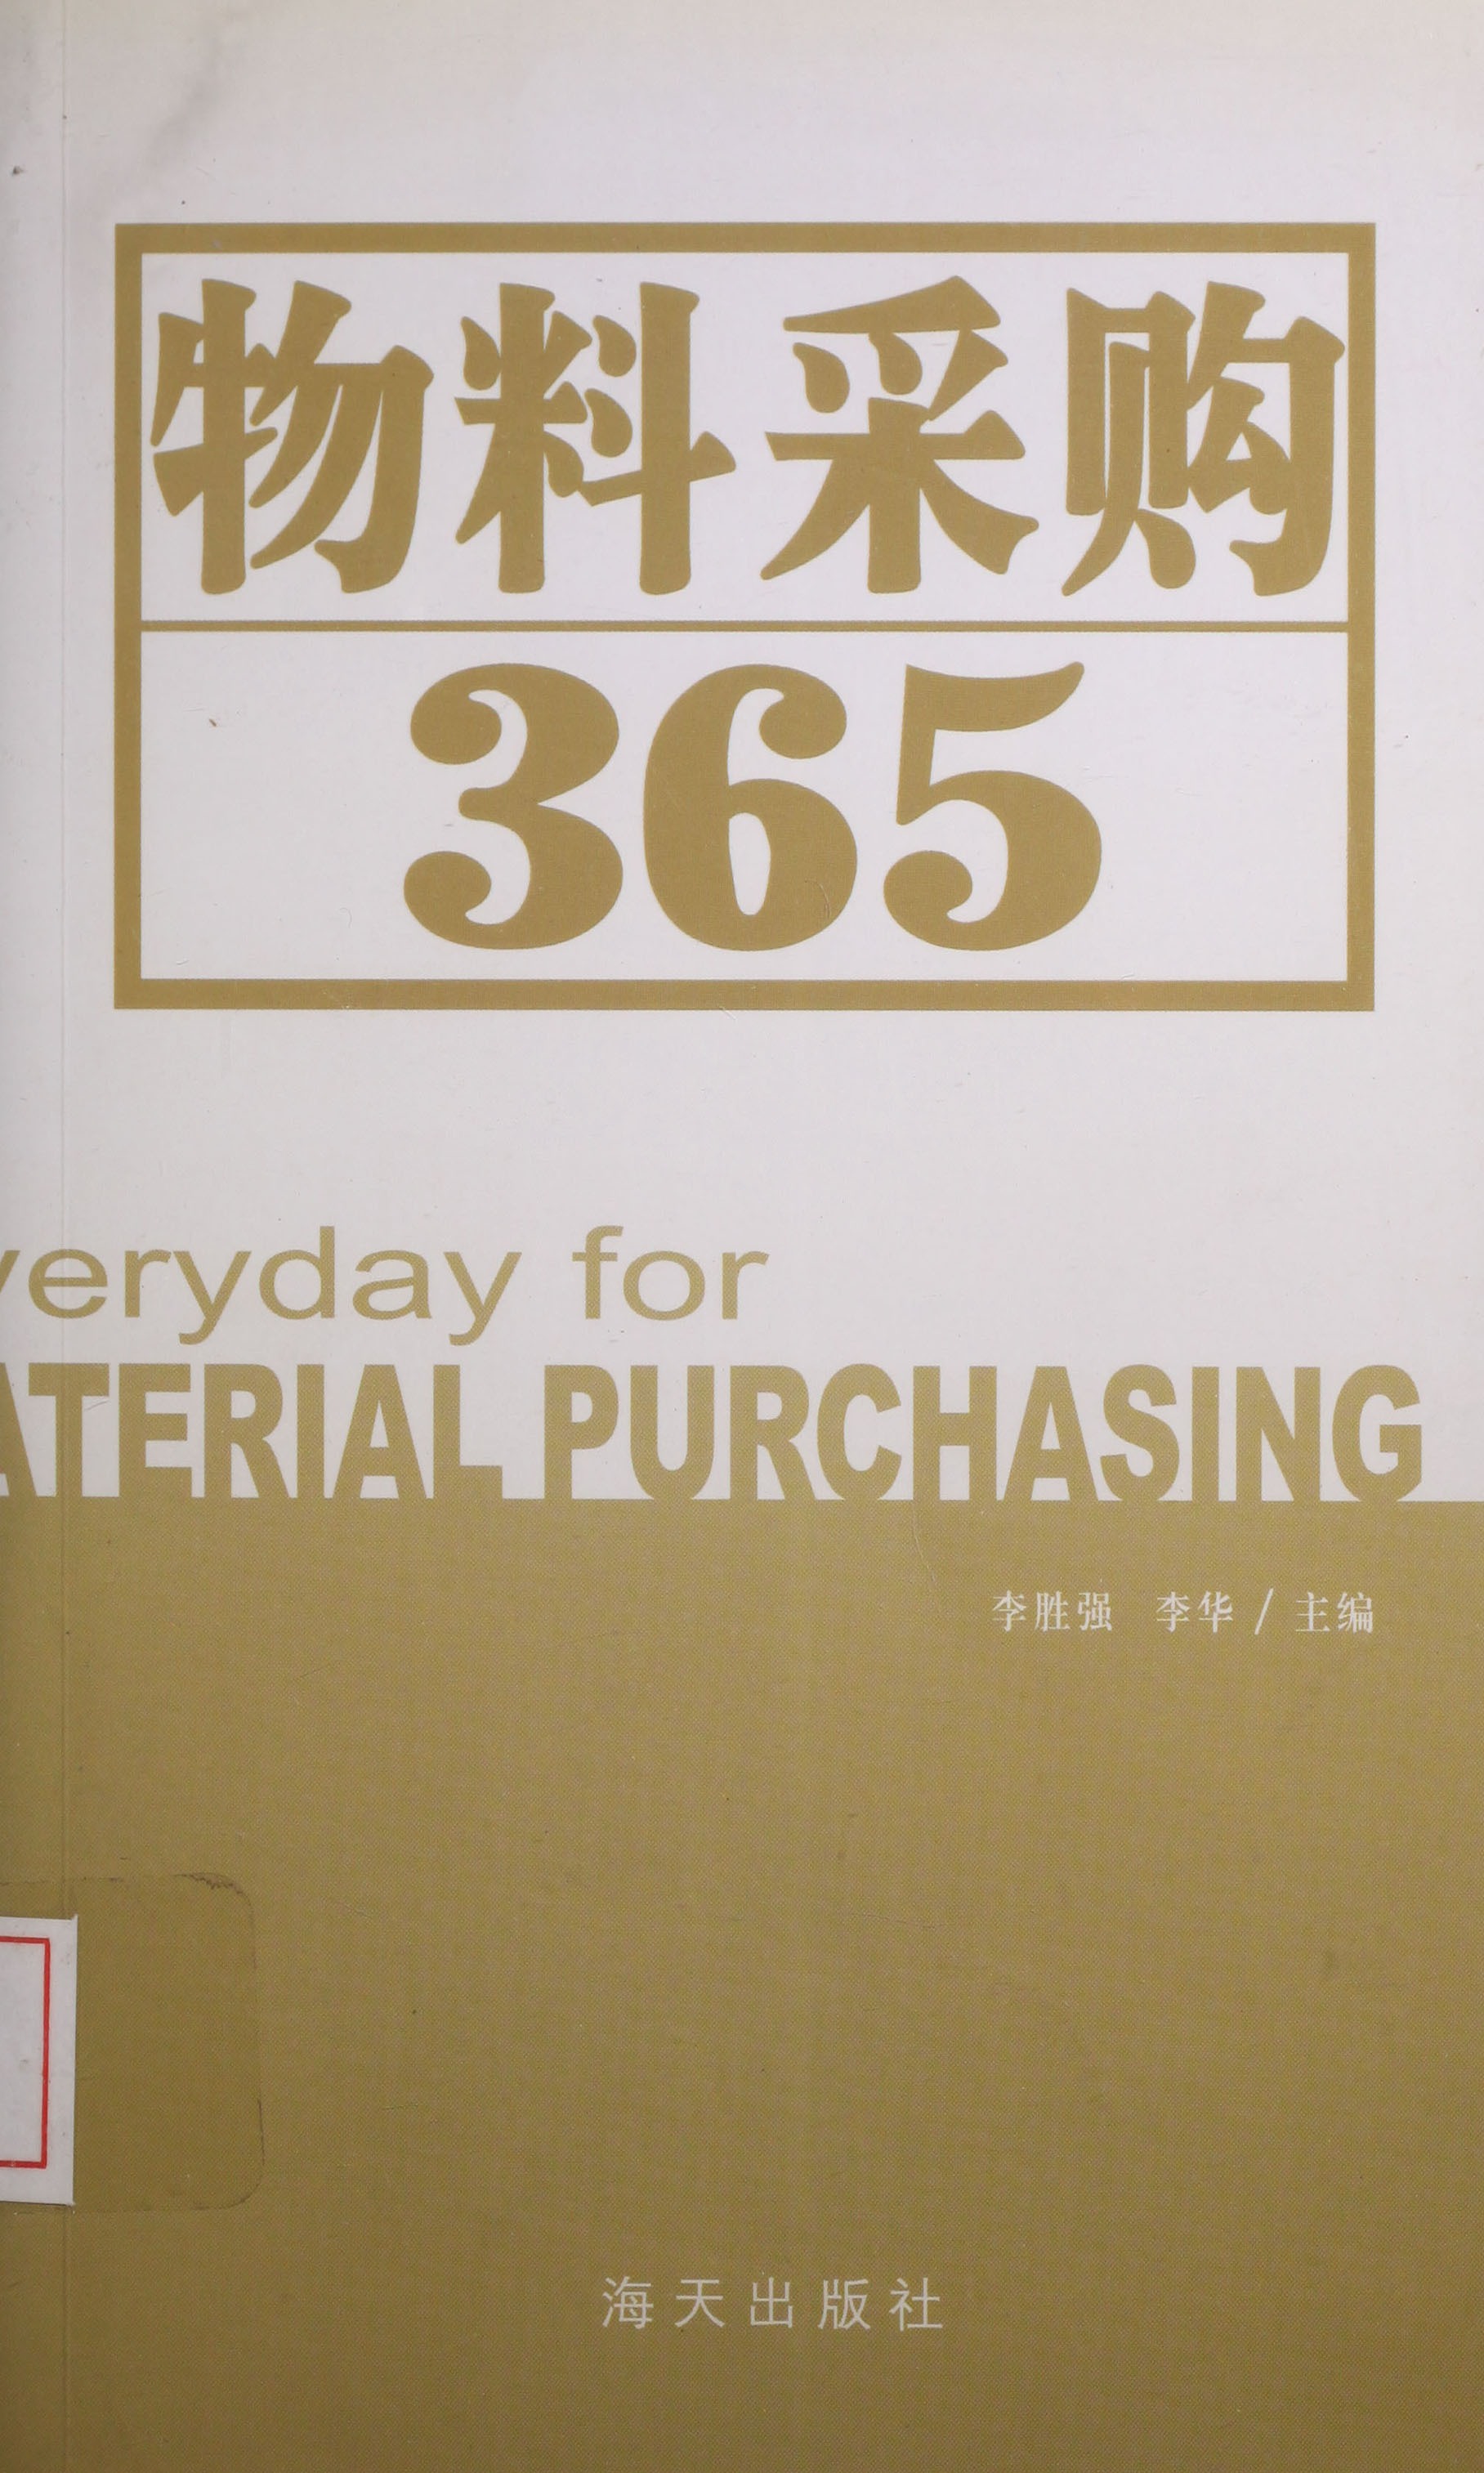 物料采购
365
veryday for
ATERIAL PURCHASING
李胜强 李华 / 主编
海天出版社